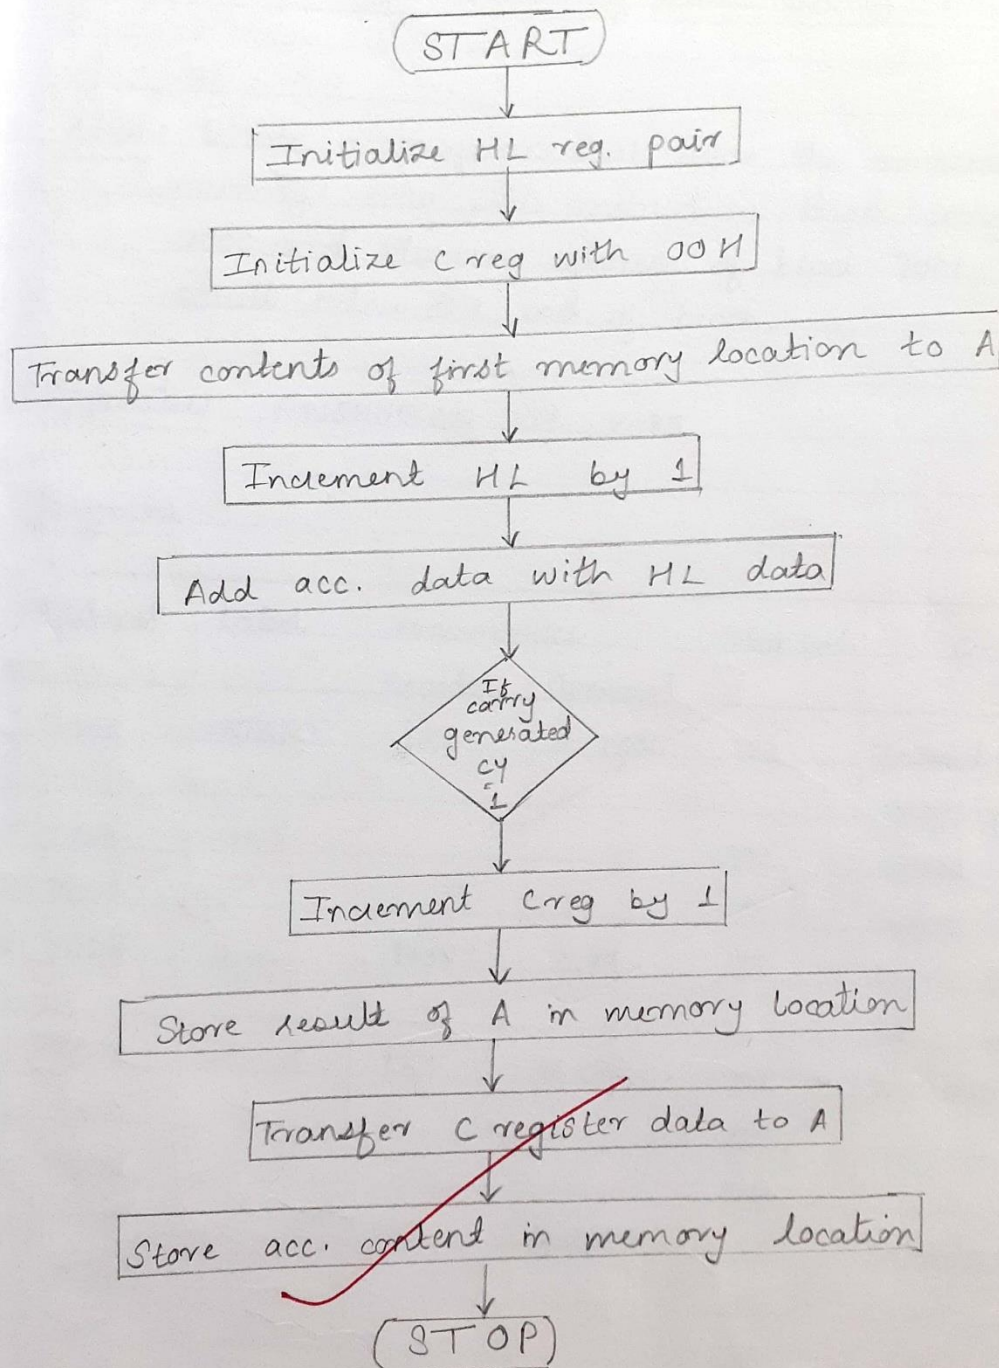 START
Initialize HL reg. pair
Initialize C reg with 00H
Transfer contents of first memory location to A
Increment HL by 1
Add acc. data with HL data
If
carry
generated
CY
=
1
Increment C reg by 1
Store result of A in memory location
Transfer C register data to A
Store acc. content in memory location
STOP